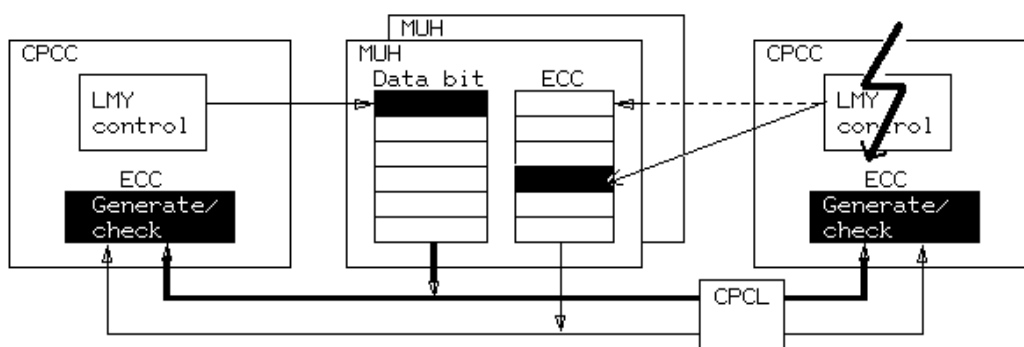 MUH
CPCC
MUH
CPCC
Data bit
ECC
LMY
control
LMY
control
ECC
Generate/
check
ECC
Generate/
check
CPCL